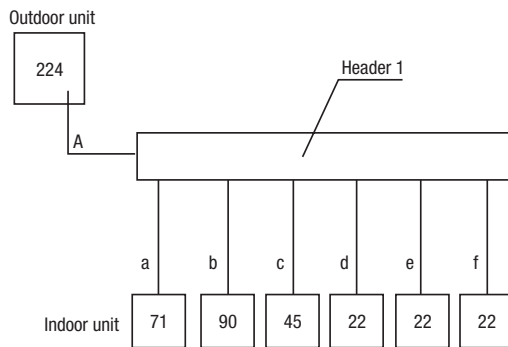 Outdoor unit
224
Header 1
A
a b c d e f
Indoor unit 71 90 45 22 22 22